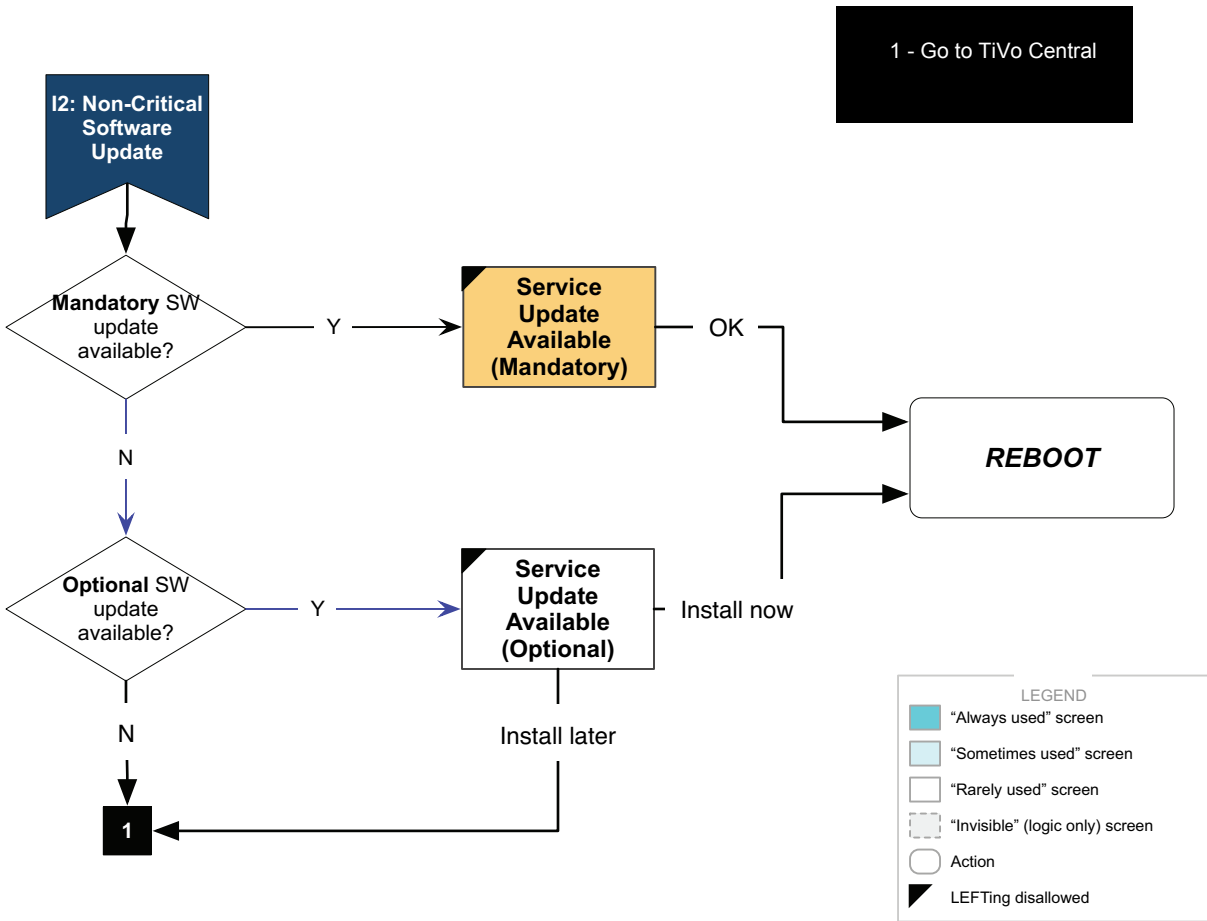 1 - Go to TiVo Central
I2: Non-Critical
Software
Update
Mandatory SW
update
available?
Y
Service
Update
Available
(Mandatory)
OK
REBOOT
N
Optional SW
update
available?
Y
Service
Update
Available
(Optional)
Install now
N
Install later
1
LEGEND
“Always used” screen
“Sometimes used” screen
“Rarely used” screen
“Invisible” (logic only) screen
Action
LEFTing disallowed